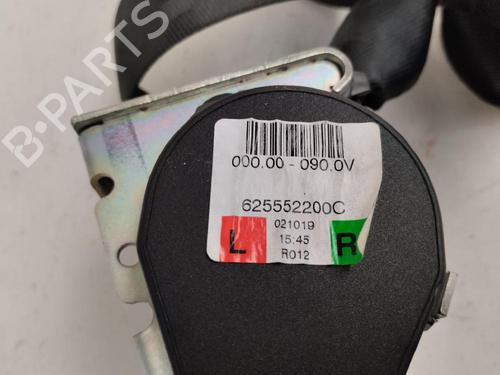 B-PARTS
000.00 - 090.0V
625552200C
L
021019
15:45
R012
R